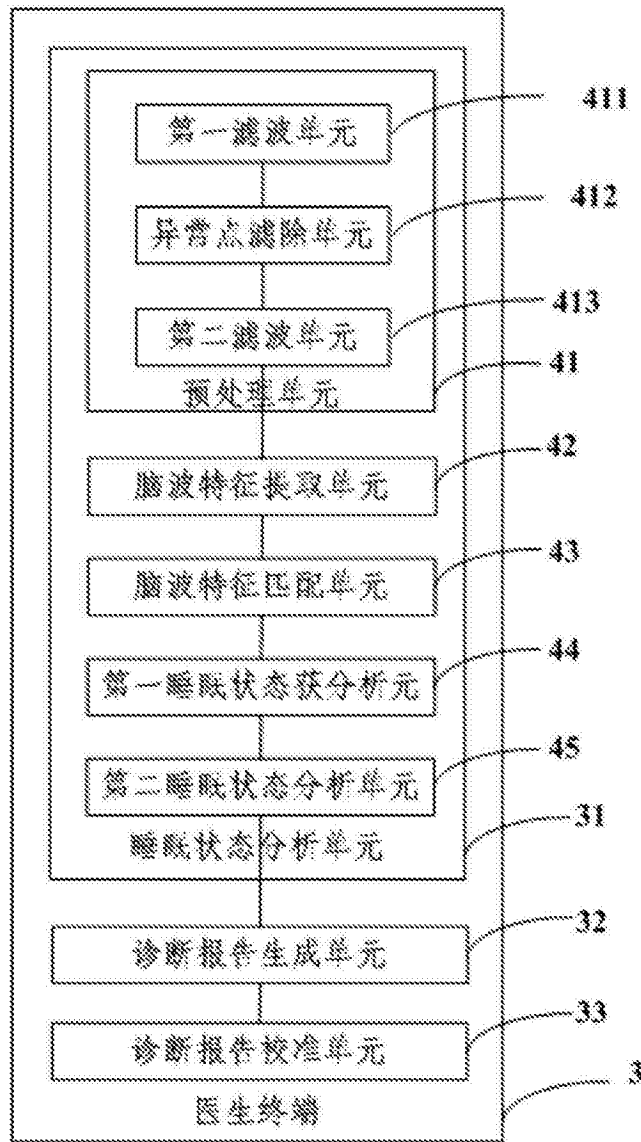 第一滤波单元
411
异常点滤除单元
412
第二滤波单元
413
预处理单元
41
脑波特征提取单元
42
脑波特征匹配单元
43
第一睡眠状态获分析元
44
第二睡眠状态分析单元
45
睡眠状态分析单元
31
诊断报告生成单元
32
诊断报告校准单元
33
医生终端
3